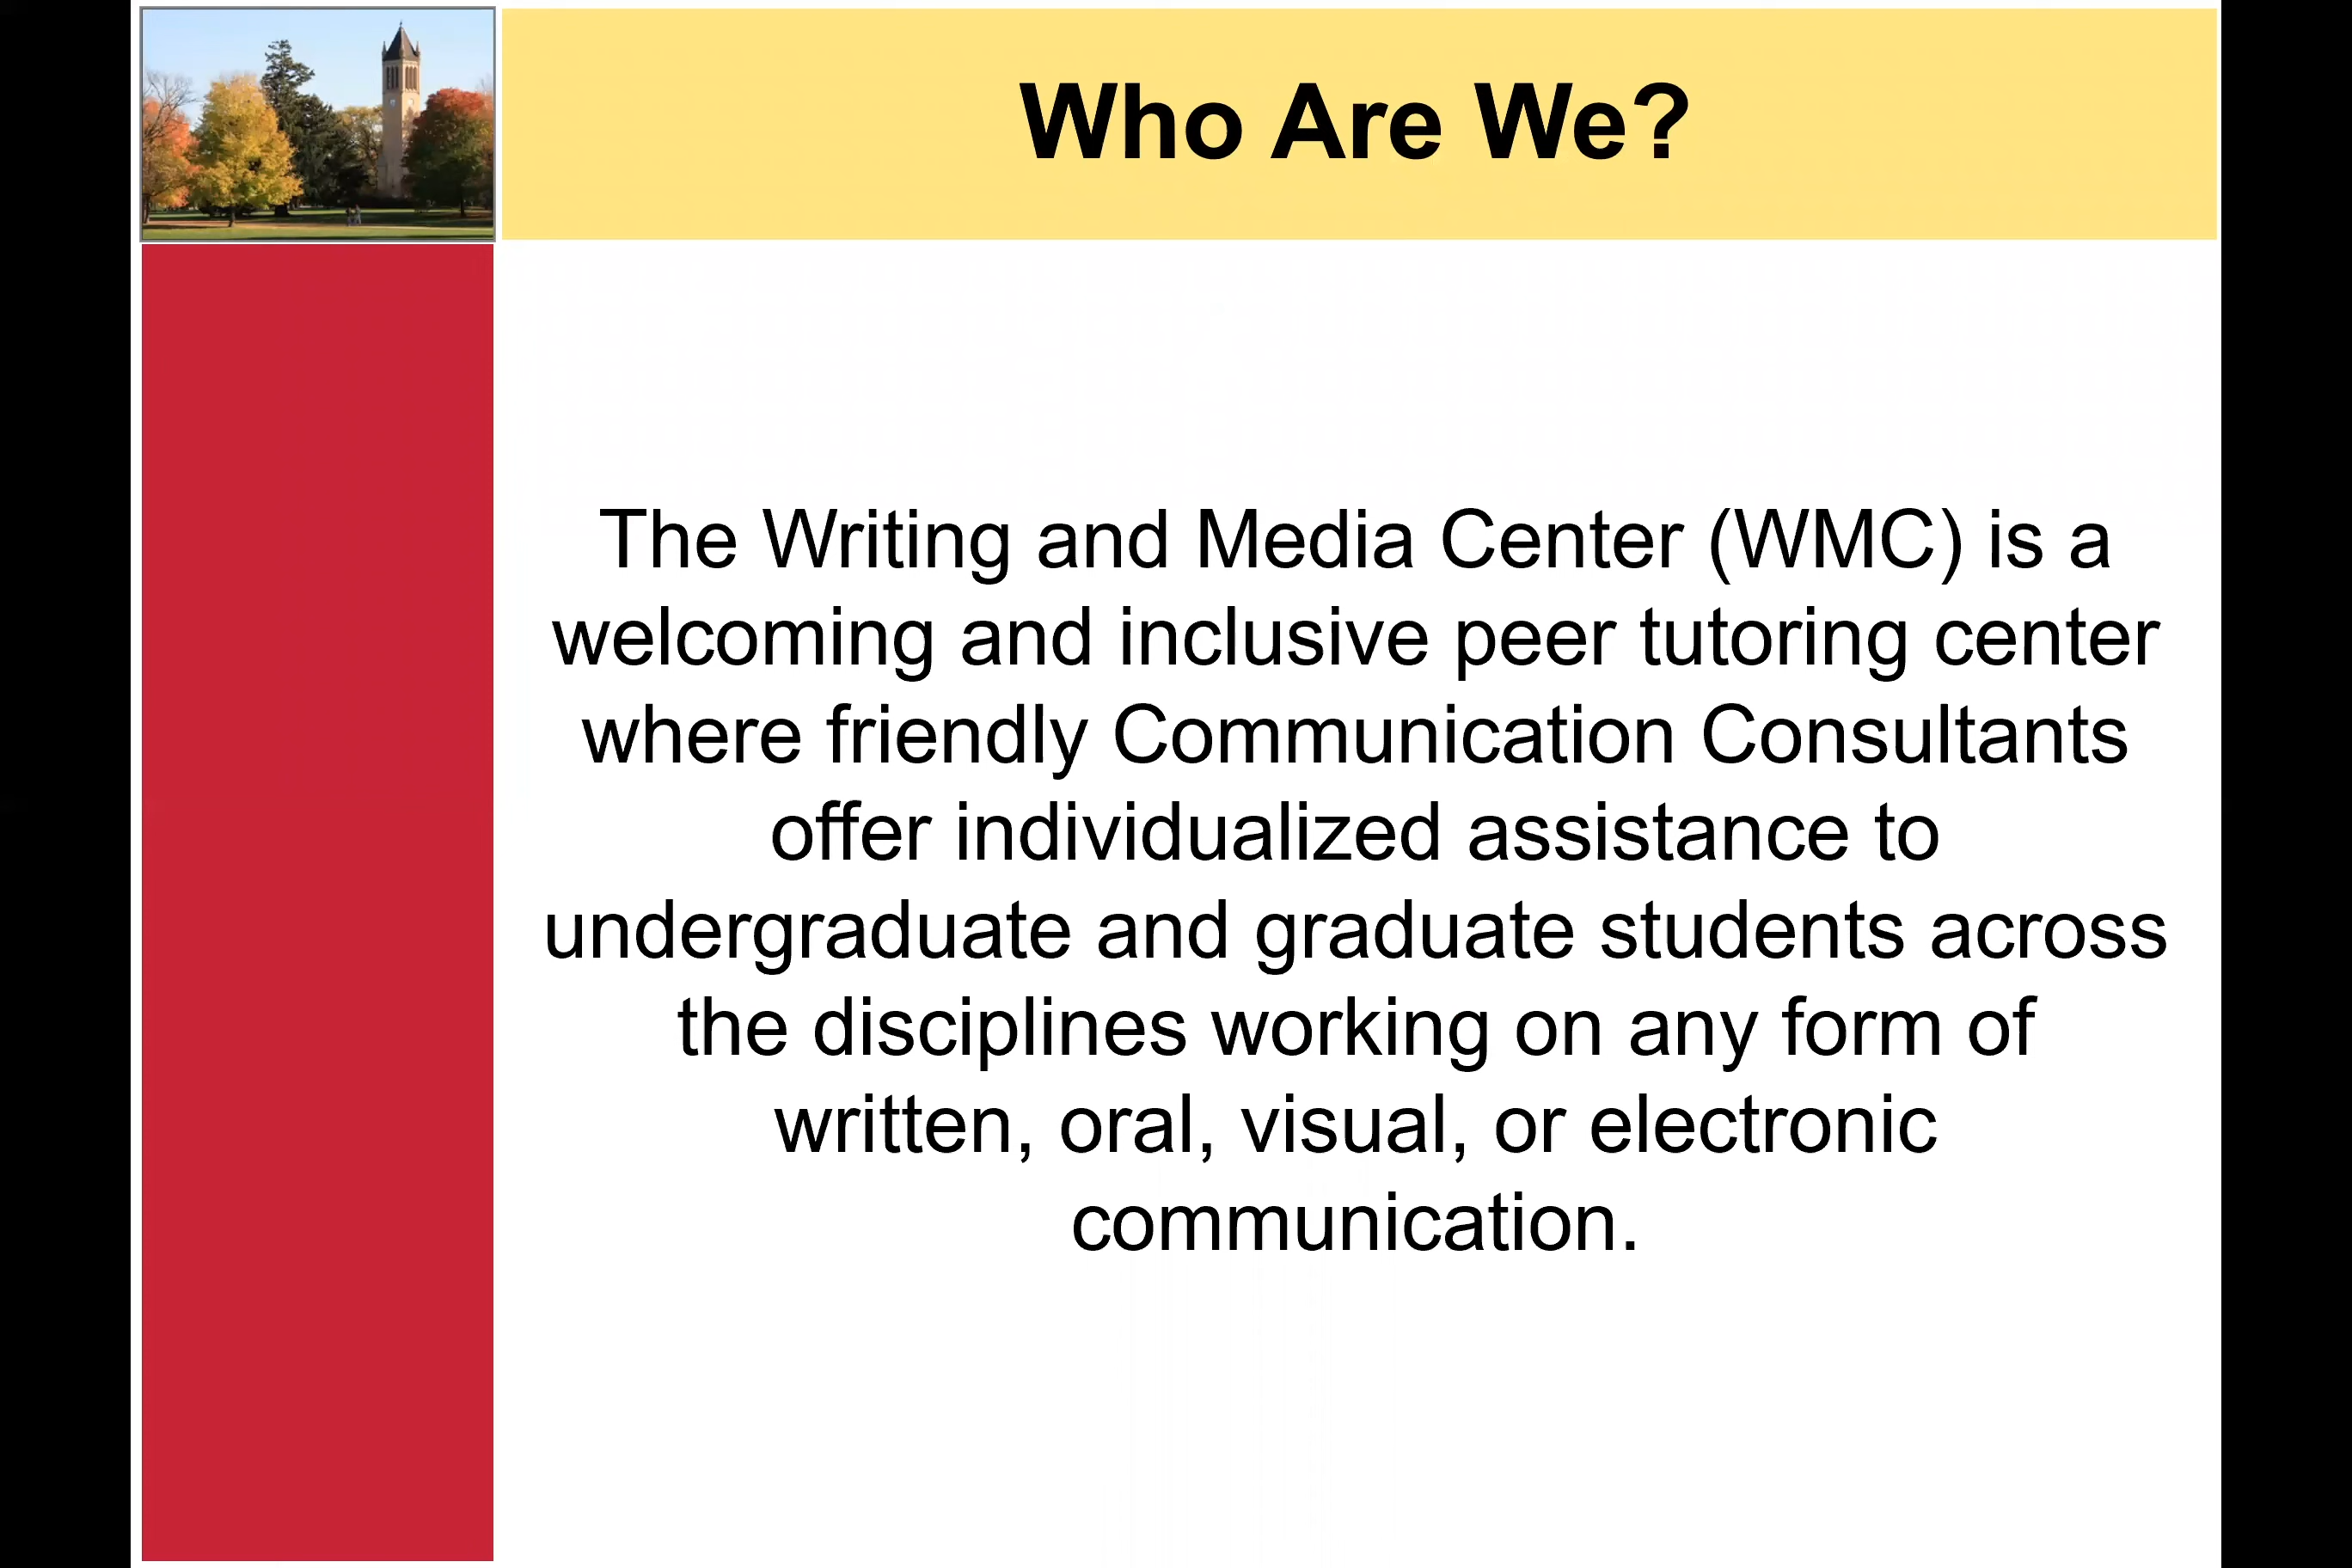 Who Are We?
The Writing and Media Center (WMC) is a
welcoming and inclusive peer tutoring center
where friendly Communication Consultants
offer individualized assistance to
undergraduate and graduate students across
the disciplines working on any form of
written, oral, visual, or electronic
communication.